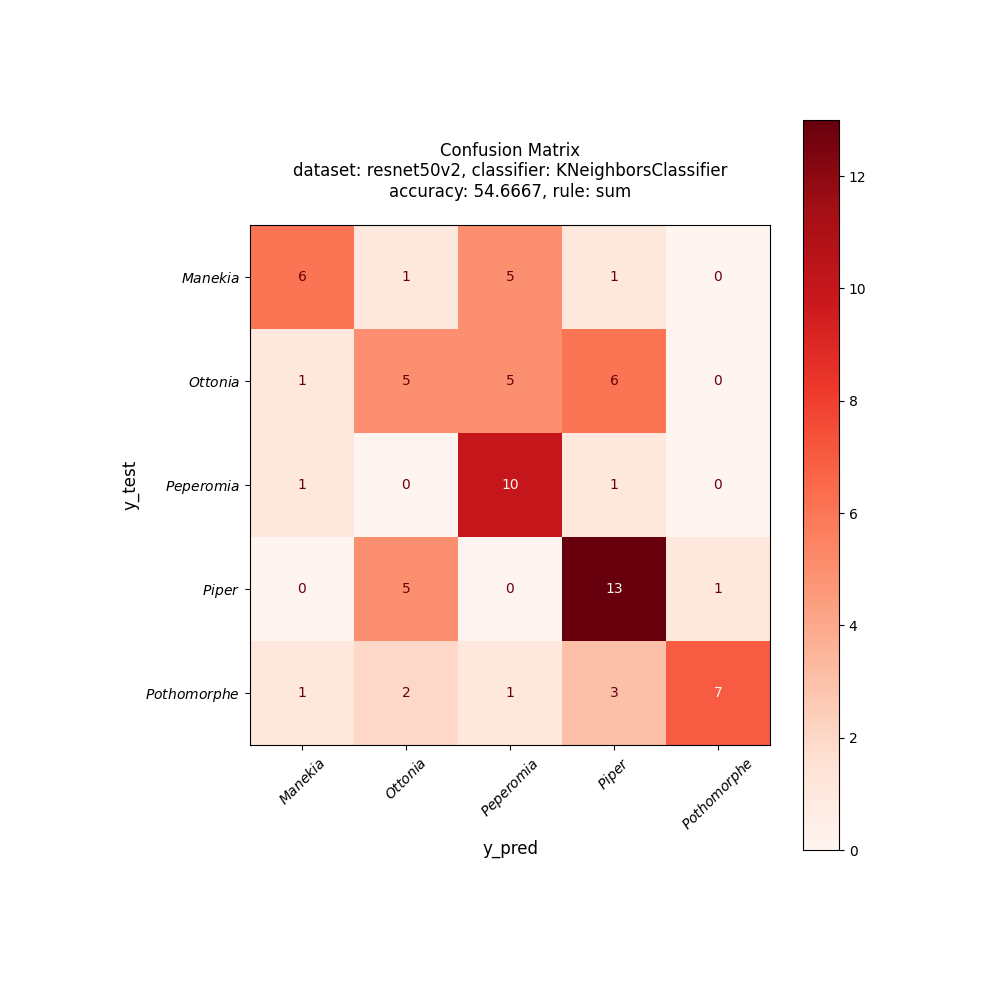 Confusion Matrix
dataset: resnet50v2, classifier: KNeighborsClassifier
accuracy: 54.6667, rule: sum
Manekia 6 1 5 1 0
Ottonia 1 5 5 6 0
Peperomia 1 0 10 1 0
Piper 0 5 0 13 1
Pothomorphe 1 2 1 3 7
y_test
Manekia Ottonia Peperomia Piper Pothomorphe
y_pred
12
10
8
6
4
2
0